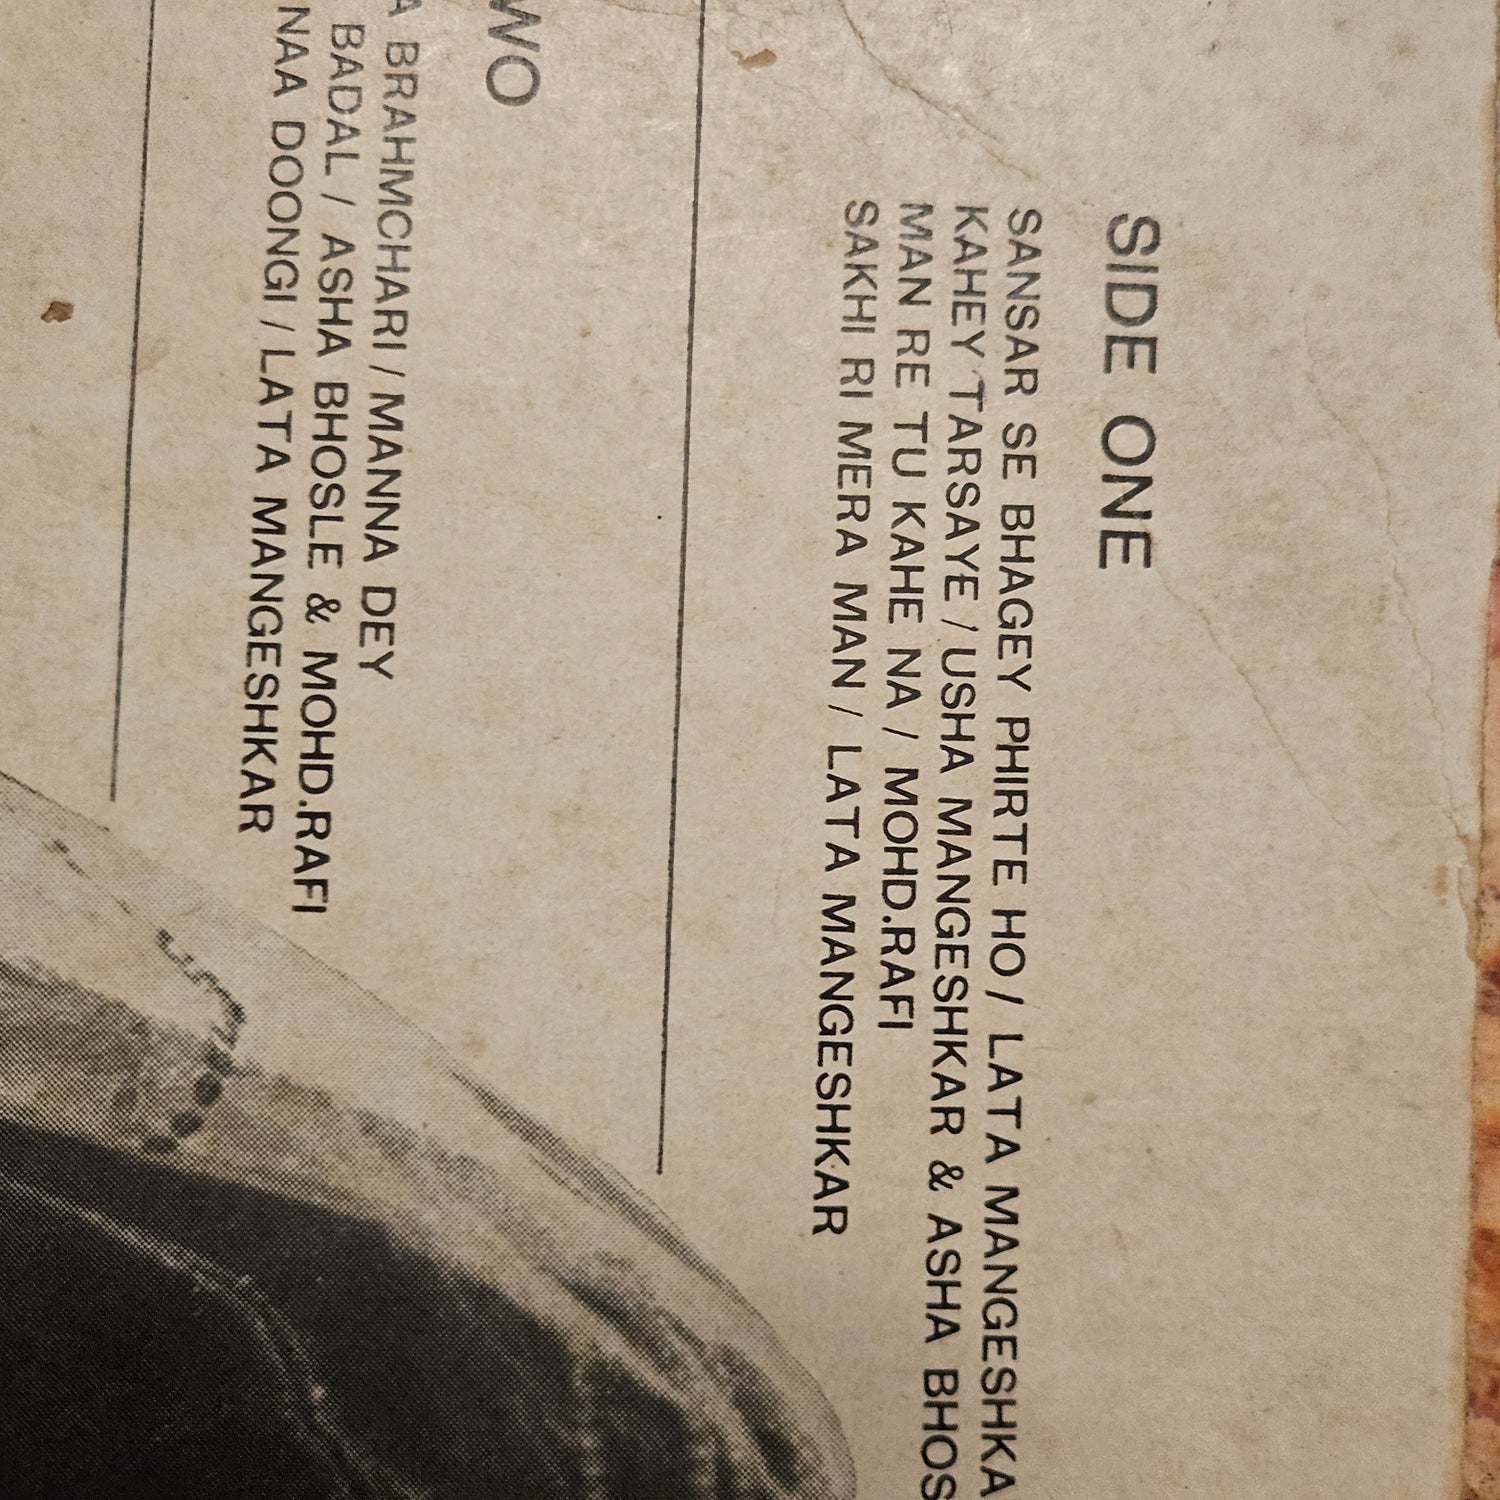 SIDE ONE
SANSAR SE BHAGEY PHIRTE HO / LATA MANGESHKA
KAHEY TARSAYE / USHA MANGESHKAR & ASHA BHOS
MAN RE TU KAHE NA / MOHD.RAFI
SAKHI RI MERA MAN / LATA MANGESHKAR
WO
A BRAHMCHARI / MANNA DEY
BADAL / ASHA BHOSLE & MOHD.RAFI
NAA DOONGI / LATA MANGESHKAR